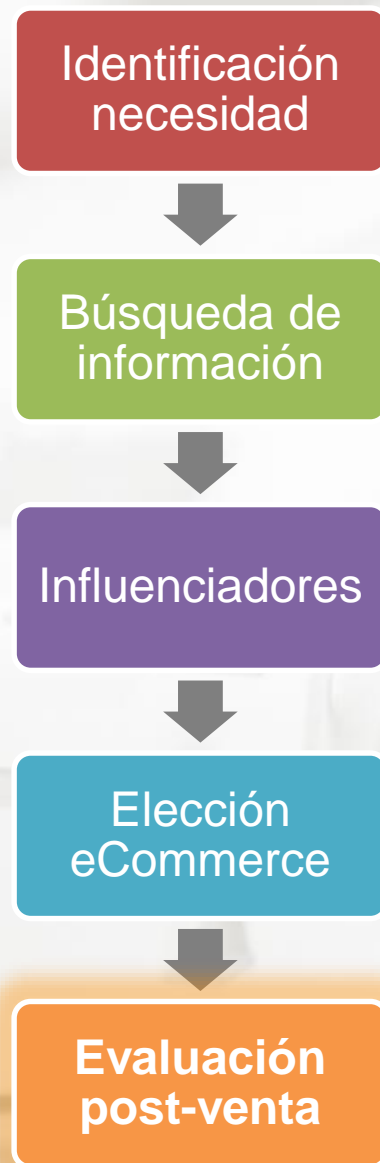 Identificación
necesidad
Búsqueda de
información
Influenciadores
Elección
eCommerce
Evaluación
post-venta